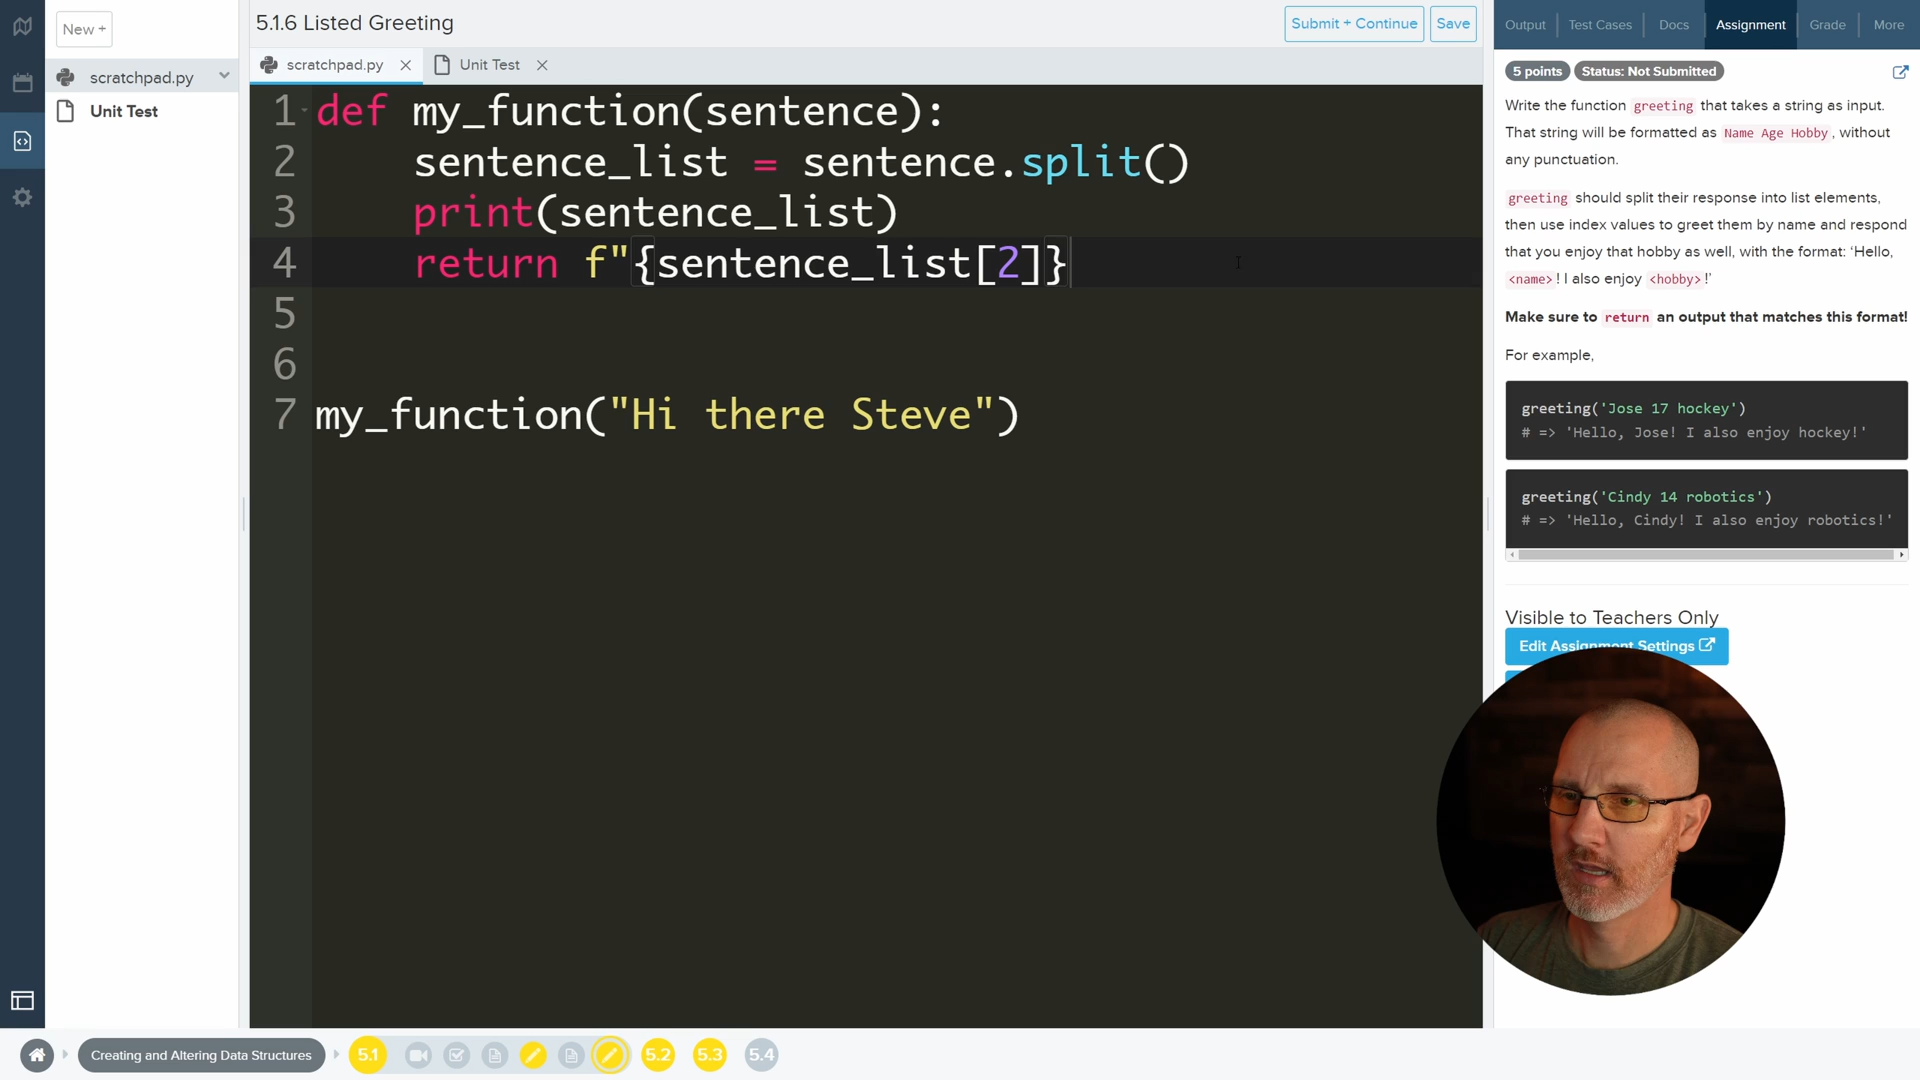 New +
scratchpad.py
Unit Test
5.1.6 Listed Greeting
Submit + Continue
Save
scratchpad.py
Unit Test
1 def my_function(sentence):
2 sentence_list = sentence.split()
3 print(sentence_list)
4 return f"{sentence_list[2]}
5
6
7 my_function("Hi there Steve")
Output
Test Cases
Docs
Assignment
Grade
More
5 points
Status: Not Submitted
Write the function greeting that takes a string as input.
That string will be formatted as Name Age Hobby, without
any punctuation.
greeting should split their response into list elements,
then use index values to greet them by name and respond
that you enjoy that hobby as well, with the format: ‘Hello,
<name>! I also enjoy <hobby>!’
Make sure to return an output that matches this format!
For example,
greeting('Jose 17 hockey')
# => 'Hello, Jose! I also enjoy hockey!'
greeting('Cindy 14 robotics')
# => 'Hello, Cindy! I also enjoy robotics!'
Visible to Teachers Only
Edit Assignment Settings
Creating and Altering Data Structures
5.1
5.2
5.3
5.4